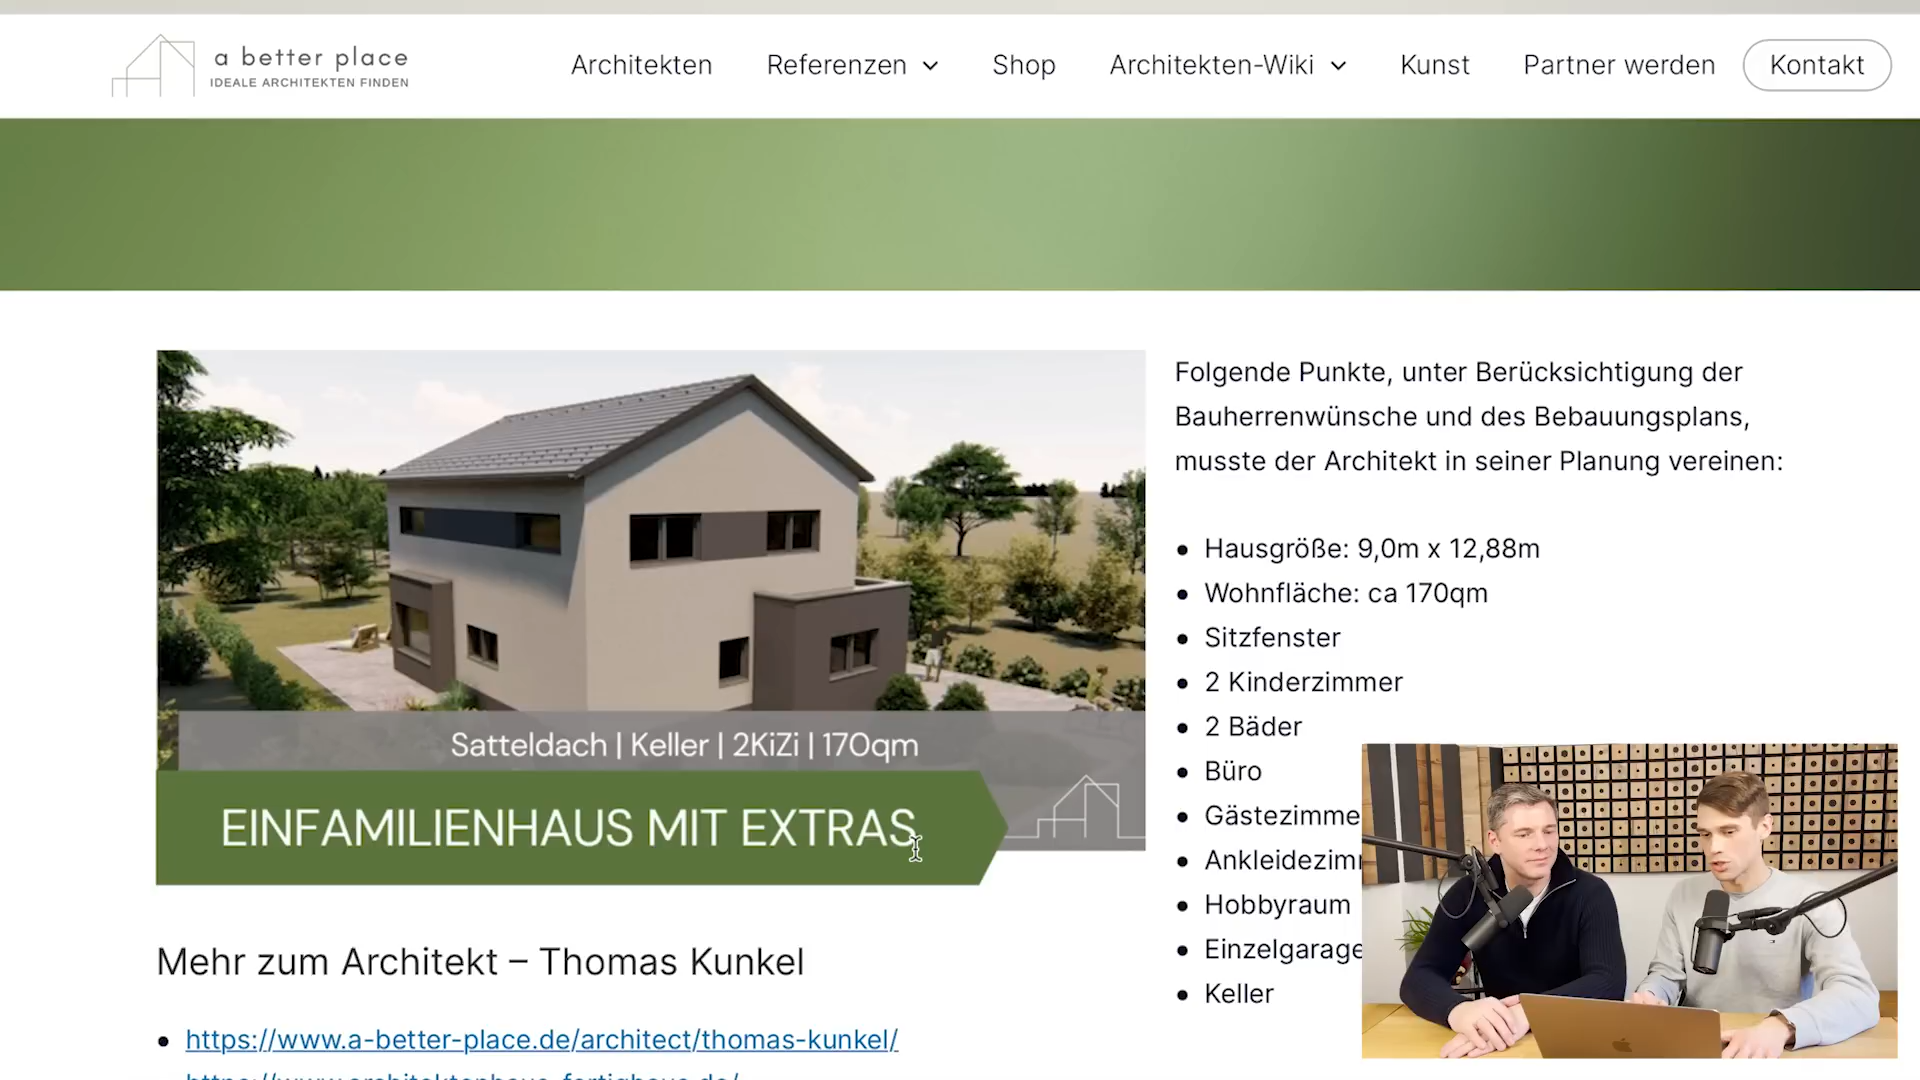 a better place
IDEALE ARCHITEKTEN FINDEN
Architekten
Referenzen
Shop
Architekten-Wiki
Kunst
Partner werden
Kontakt
Satteldach | Keller | 2KiZi | 170qm
EINFAMILIENHAUS MIT EXTRAS
Mehr zum Architekt – Thomas Kunkel
https://www.a-better-place.de/architect/thomas-kunkel/
Folgende Punkte, unter Berücksichtigung der
Bauherrenwünsche und des Bebauungsplans,
musste der Architekt in seiner Planung vereinen:
Hausgröße: 9,0m x 12,88m
Wohnfläche: ca 170qm
Sitzfenster
2 Kinderzimmer
2 Bäder
Büro
Gästezimme
Ankleidezim
Hobbyraum
Einzelgarage
Keller